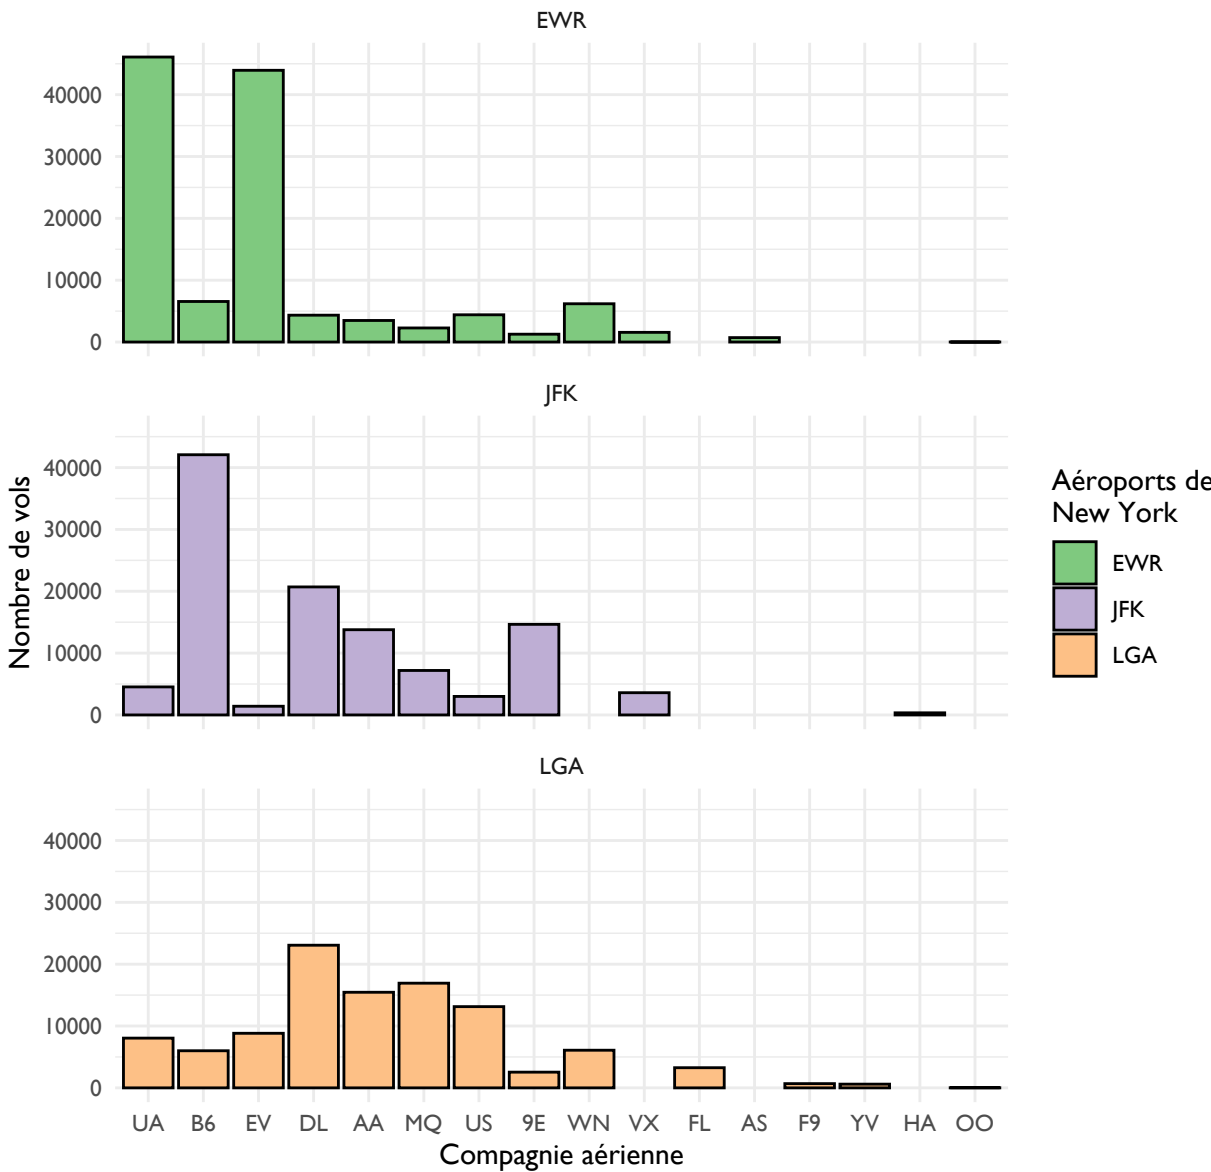 EWR
40000
30000
20000
10000
0
JFK
40000
30000
20000
10000
0
LGA
40000
30000
20000
10000
0
UA B6 EV DL AA MQ US 9E WN VX FL AS F9 YV HA OO
Compagnie aérienne
Nombre de vols
Aéroports de
New York
EWR
JFK
LGA